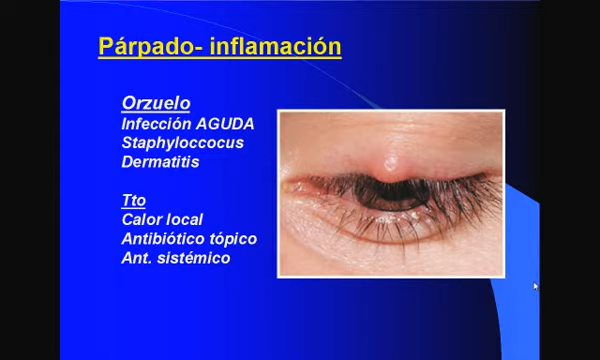 Párpado- inflamación
Orzuelo
Infección AGUDA
Staphyloccocus
Dermatitis
Tto
Calor local
Antibiótico tópico
Ant. sistémico